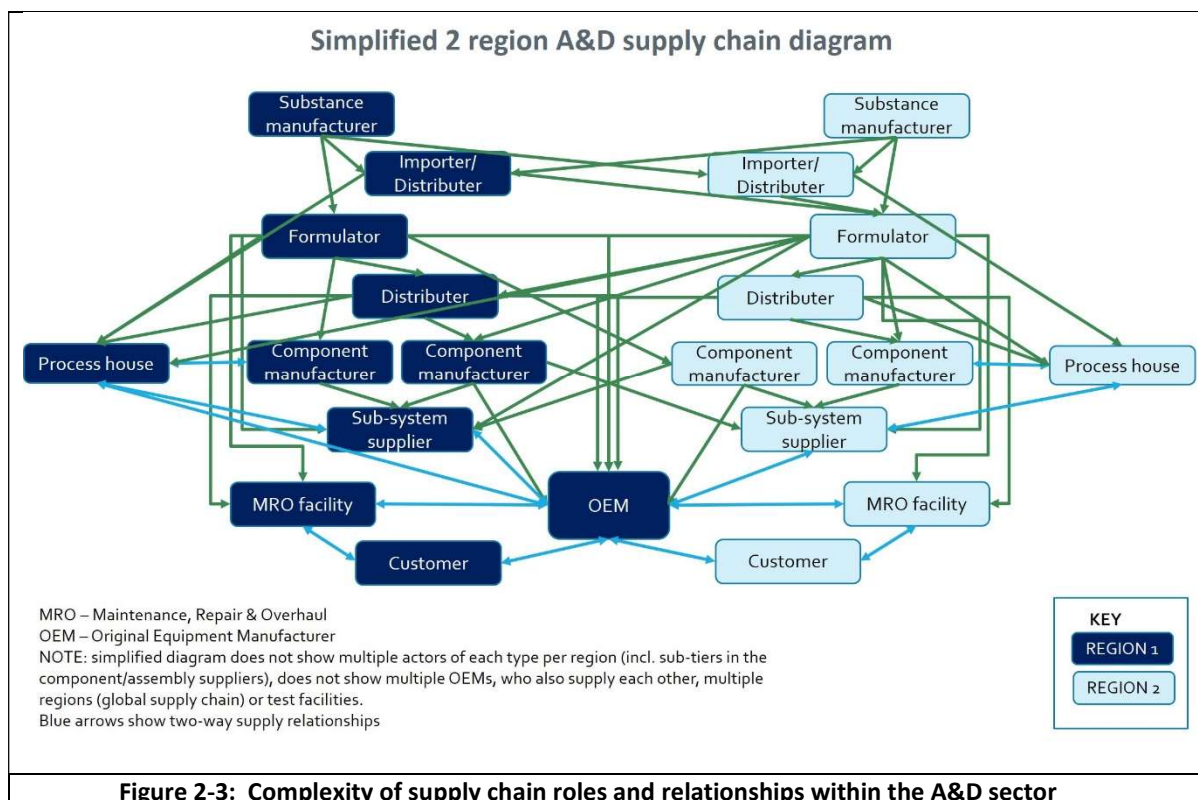 Simplified 2 region A&D supply chain diagram
Substance
manufacturer
Substance
manufacturer
Importer/
Distributer
Importer/
Distributer
Formulator
Formulator
Distributer
Distributer
Process house
Component
manufacturer
Component
manufacturer
Component
manufacturer
Component
manufacturer
Process house
Sub-system
supplier
Sub-system
supplier
MRO facility
OEM
MRO facility
Customer
Customer
MRO – Maintenance, Repair & Overhaul
OEM – Original Equipment Manufacturer
NOTE: simplified diagram does not show multiple actors of each type per region (incl. sub-tiers in the
component/assembly suppliers), does not show multiple OEMs, who also supply each other, multiple
regions (global supply chain) or test facilities.
Blue arrows show two-way supply relationships
KEY
REGION 1
REGION 2
Figure 2-3: Complexity of supply chain roles and relationships within the A&D sector